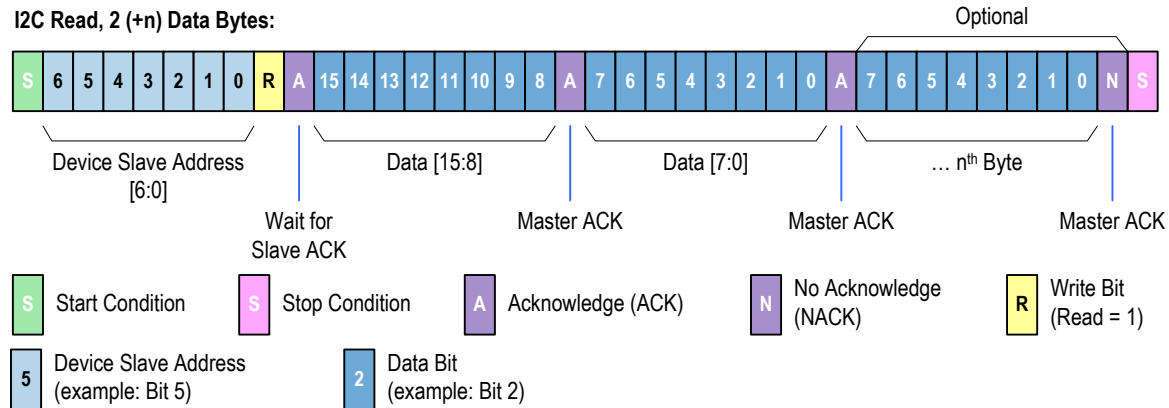 I2C Read, 2 (+n) Data Bytes:
Optional
S 6 5 4 3 2 1 0 R A 15 14 13 12 11 10 9 8 A 7 6 5 4 3 2 1 0 A 7 6 5 4 3 2 1 0 N S
Device Slave Address
[6:0]
Data [15:8]
Data [7:0]
… nth Byte
Wait for
Slave ACK
Master ACK
Master ACK
Master ACK
S Start Condition
S Stop Condition
A Acknowledge (ACK)
N No Acknowledge
(NACK)
R Write Bit
(Read = 1)
5 Device Slave Address
(example: Bit 5)
2 Data Bit
(example: Bit 2)